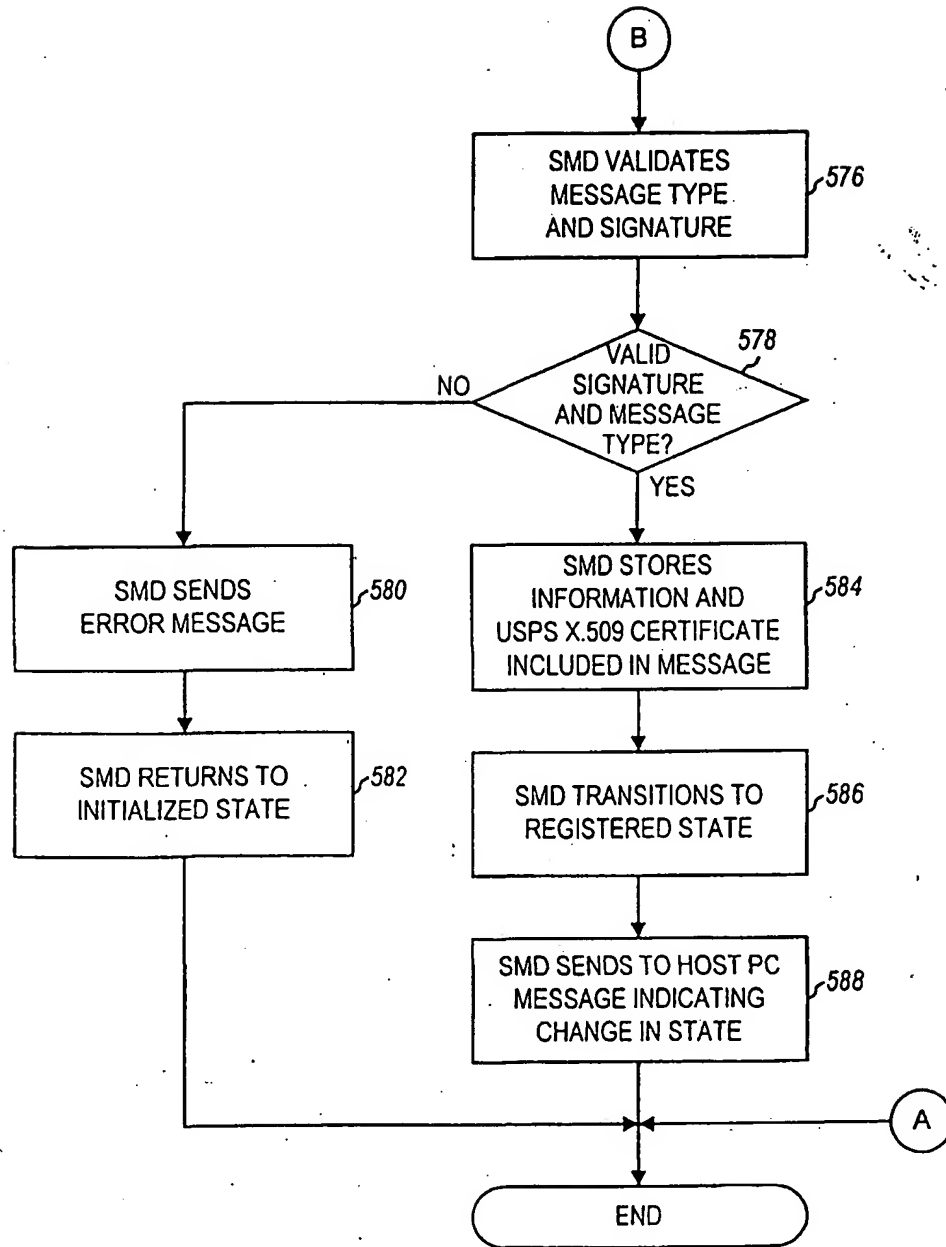 B
SMD VALIDATES
MESSAGE TYPE
AND SIGNATURE
576
578
VALID
SIGNATURE
AND MESSAGE
TYPE?
NO
YES
SMD SENDS
ERROR MESSAGE
580
SMD STORES
INFORMATION AND
USPS X.509 CERTIFICATE
INCLUDED IN MESSAGE
584
SMD RETURNS TO
INITIALIZED STATE
582
SMD TRANSITIONS TO
REGISTERED STATE
586
SMD SENDS TO HOST PC
MESSAGE INDICATING
CHANGE IN STATE
588
A
END